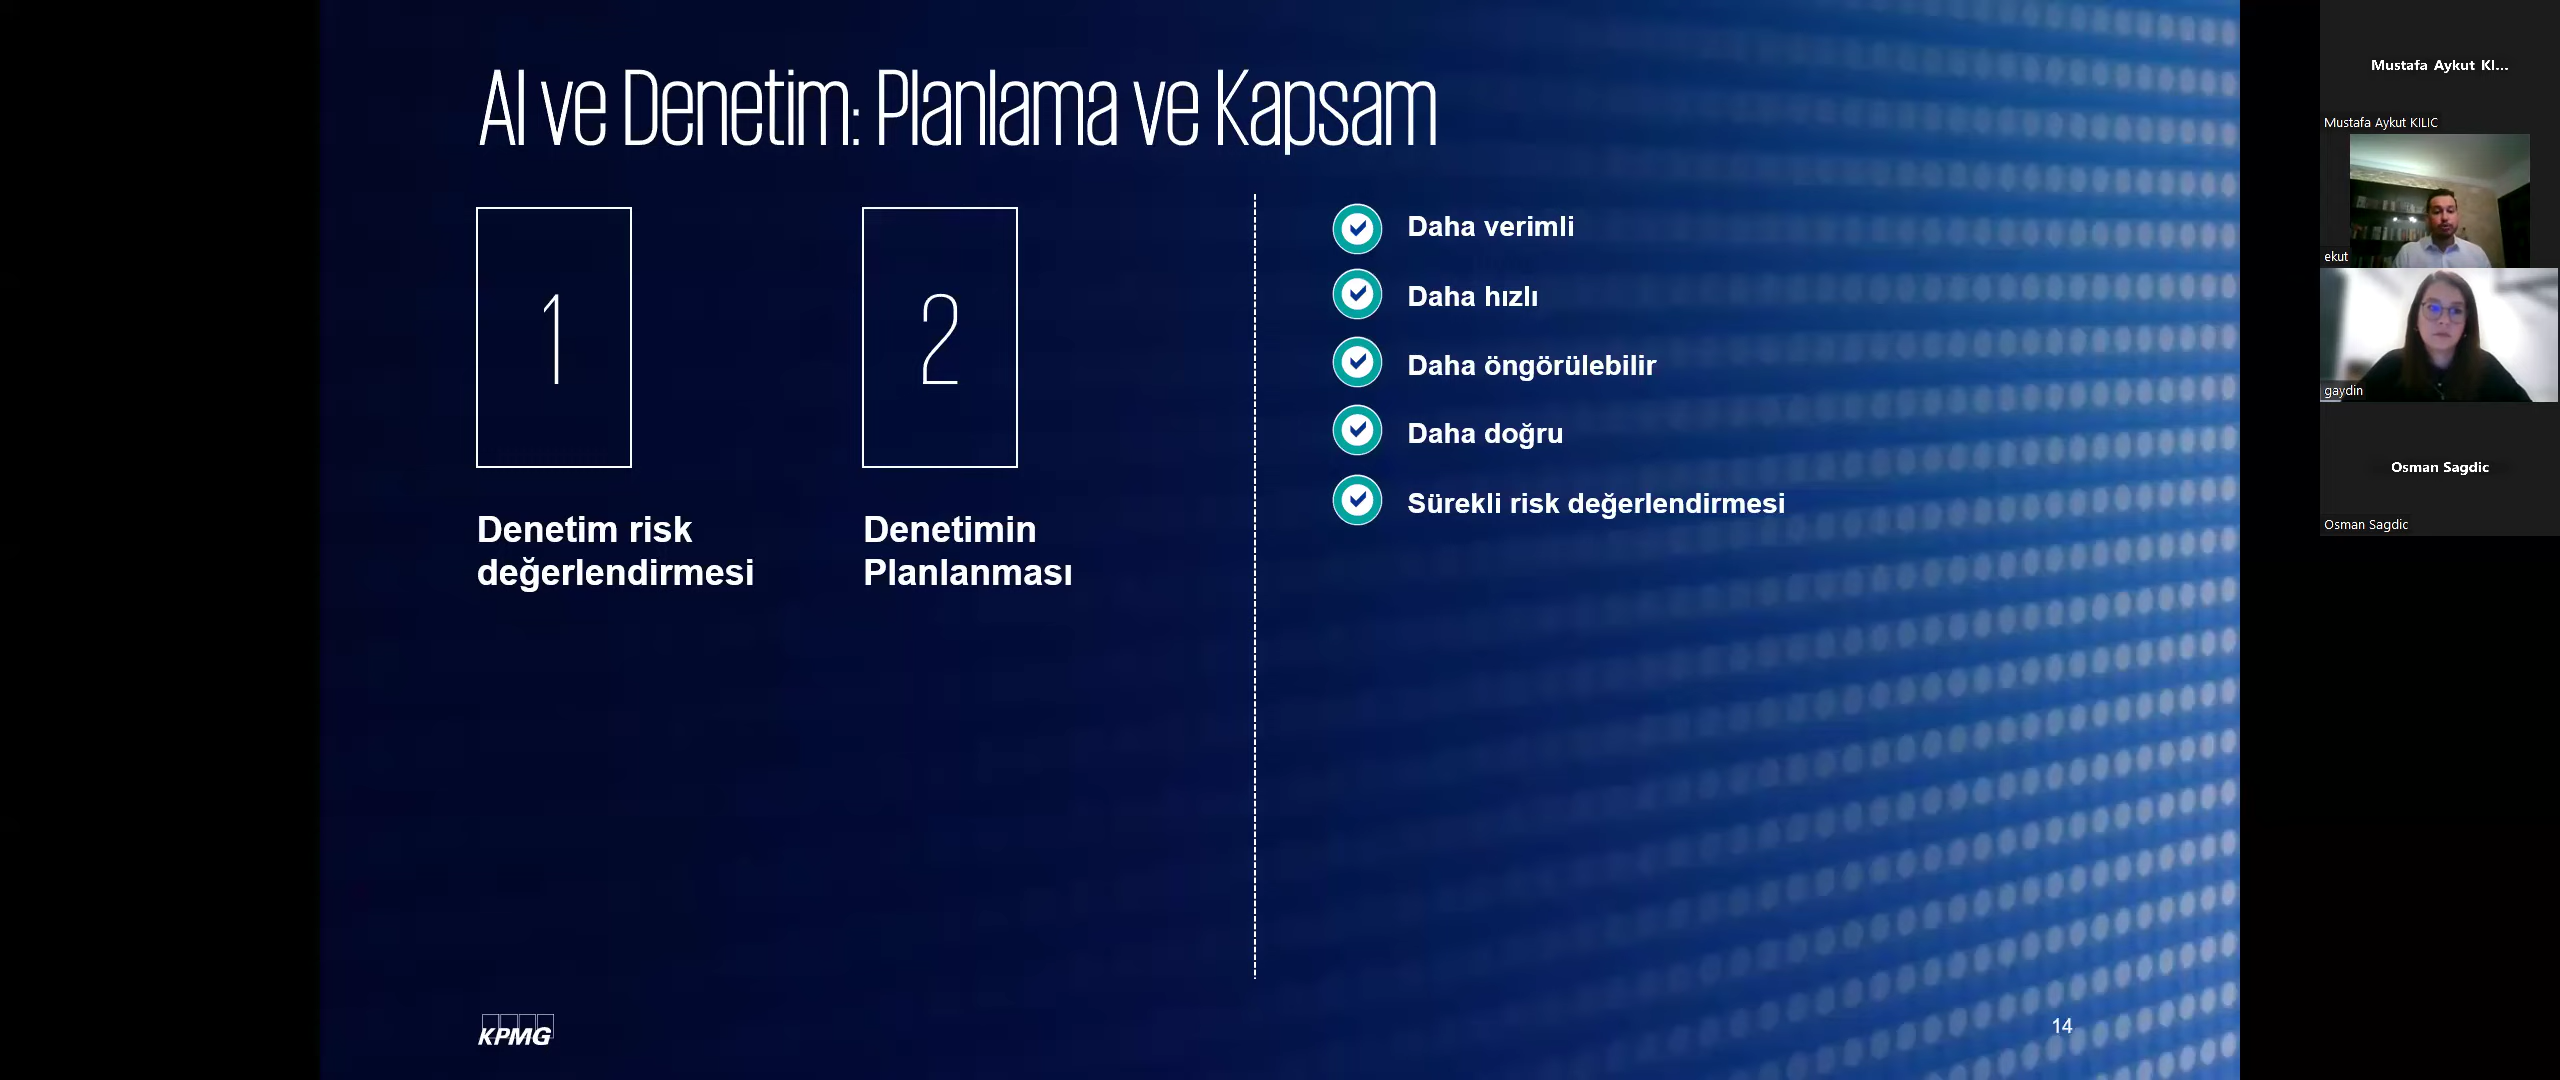 AI ve Denetim: Planlama ve Kapsam
1
Denetim risk
değerlendirmesi
2
Denetimin
Planlanması
Daha verimli
Daha hızlı
Daha öngörülebilir
Daha doğru
Sürekli risk değerlendirmesi
KPMG
14
Mustafa Aykut KI...
Mustafa Aykut KILIC
ekut
gaydin
Osman Sagdic
Osman Sagdic